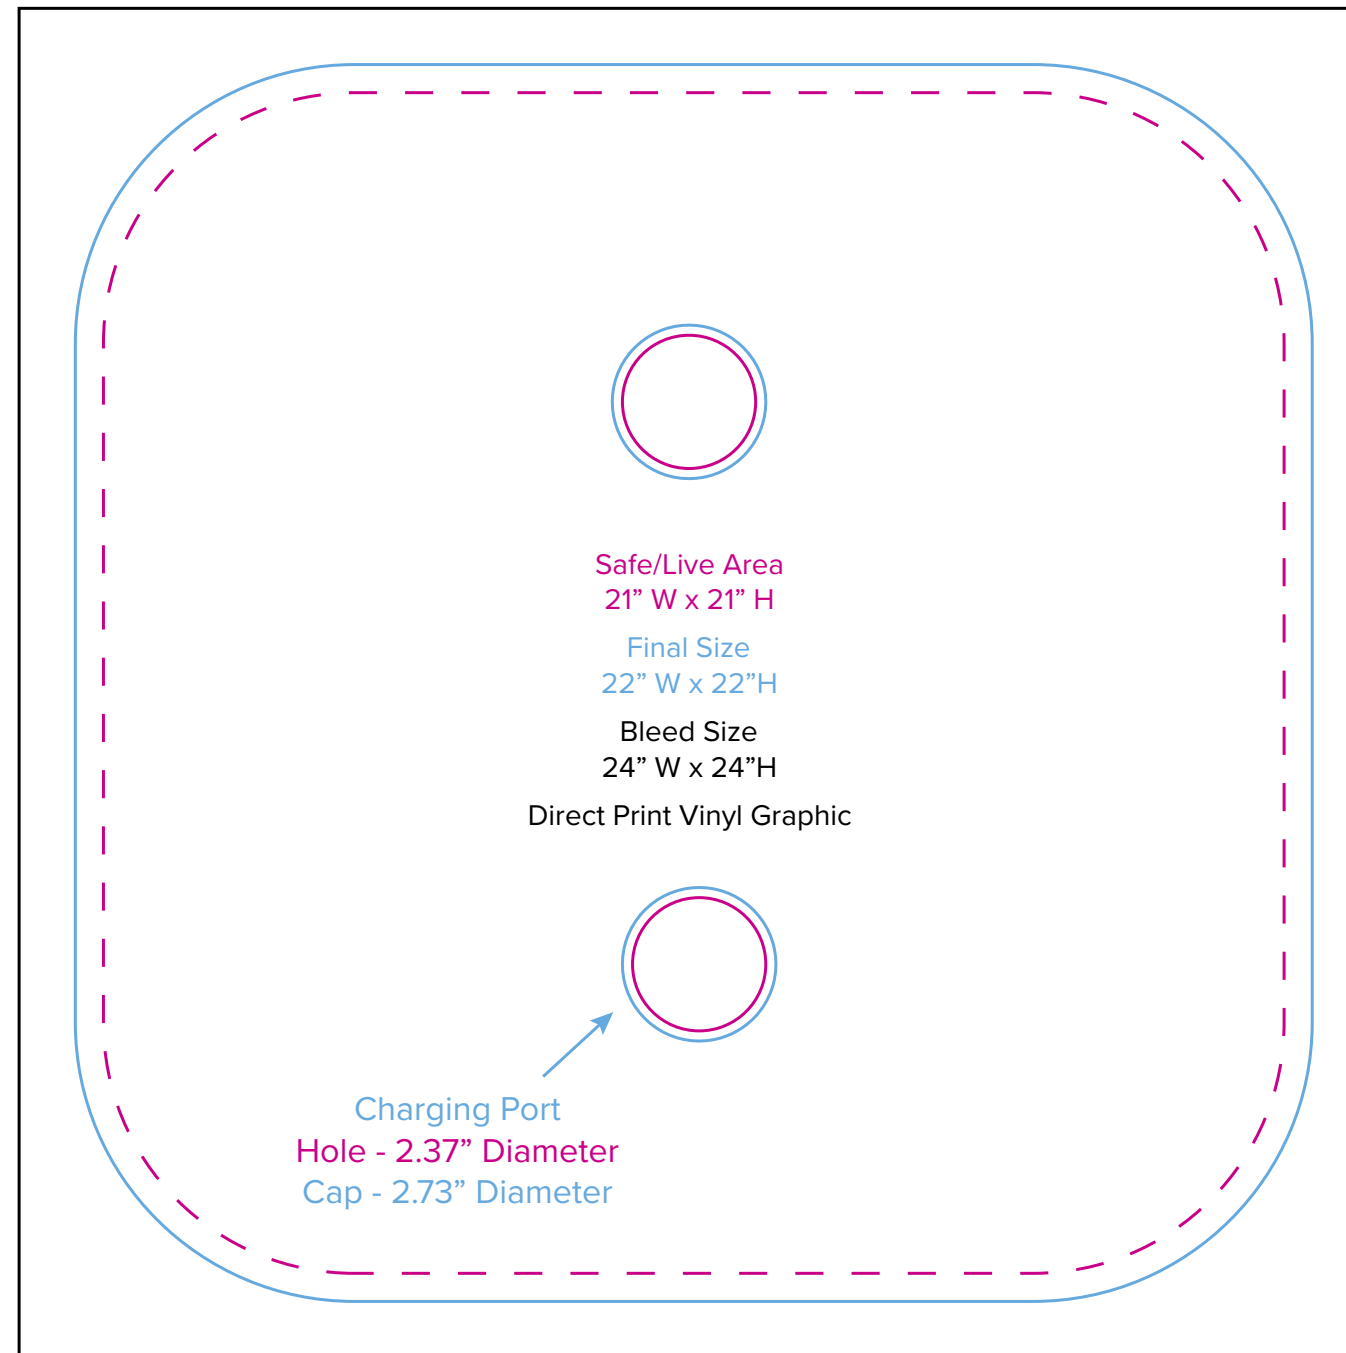 Safe/Live Area
21” W x 21” H
Final Size
22” W x 22”H
Bleed Size
24” W x 24”H
Direct Print Vinyl Graphic
Charging Port
Hole - 2.37” Diameter
Cap - 2.73” Diameter